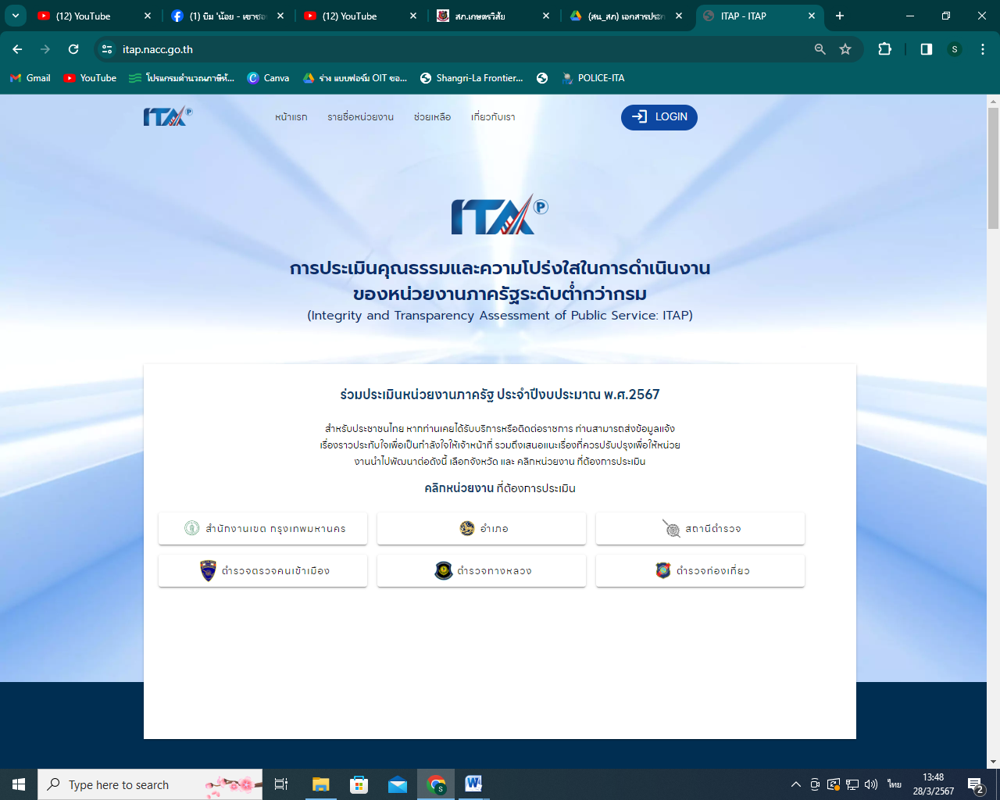 (12) YouTube
(1) บีม 'น้อย - เขาชอ
(12) YouTube
สภ.เกษตรวิสัย
(สน_สภ) เอกสารประก
ITAP - ITAP
itap.nacc.go.th
S
Gmail
YouTube
โปรแกรมคำนวณภาษีหั...
Canva
ร่าง แบบฟอร์ม OIT ขอ...
Shangri-La Frontier...
POLICE-ITA
ITA P
หน้าแรก
รายชื่อหน่วยงาน
ช่วยเหลือ
เกี่ยวกับเรา
LOGIN
ITA P
การประเมินคุณธรรมและความโปร่งใสในการดำเนินงาน
ของหน่วยงานภาครัฐระดับต่ำกว่ากรม
(Integrity and Transparency Assessment of Public Service: ITAP)
ร่วมประเมินหน่วยงานภาครัฐ ประจำปีงบประมาณ พ.ศ.2567
สำหรับประชาชนไทย หากท่านเคยได้รับบริการหรือติดต่อราชการ ท่านสามารถส่งข้อมูลแจ้ง
เรื่องราวประทับใจเพื่อเป็นกำลังใจให้เจ้าหน้าที่ รวมถึงเสนอแนะเรื่องที่ควรปรับปรุงเพื่อให้หน่วย
งานนำไปพัฒนาต่อดังนี้ เลือกจังหวัด และ คลิกหน่วยงาน ที่ต้องการประเมิน
คลิกหน่วยงาน ที่ต้องการประเมิน
สำนักงานเขต กรุงเทพมหานคร
อำเภอ
สถานีตำรวจ
ตำรวจตรวจคนเข้าเมือง
ตำรวจทางหลวง
ตำรวจท่องเที่ยว
Type here to search
ไทย
13:48
28/3/2567
2